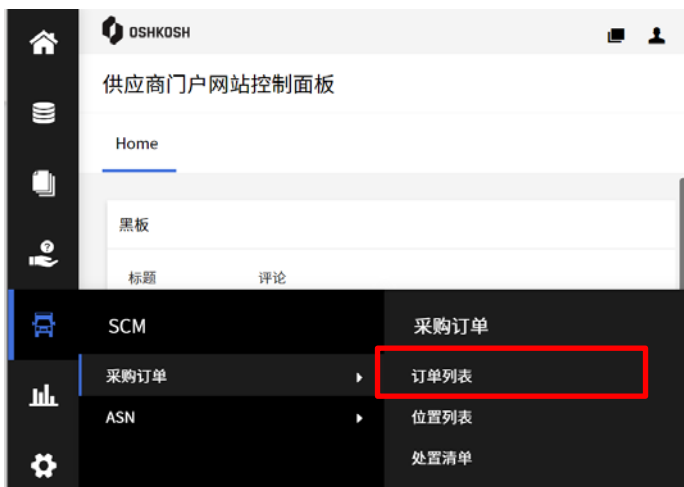 OSHKOSH
供应商门户网站控制面板
Home
黑板
标题 评论
SCM 采购订单
采购订单 订单列表
ASN 位置列表
处置清单